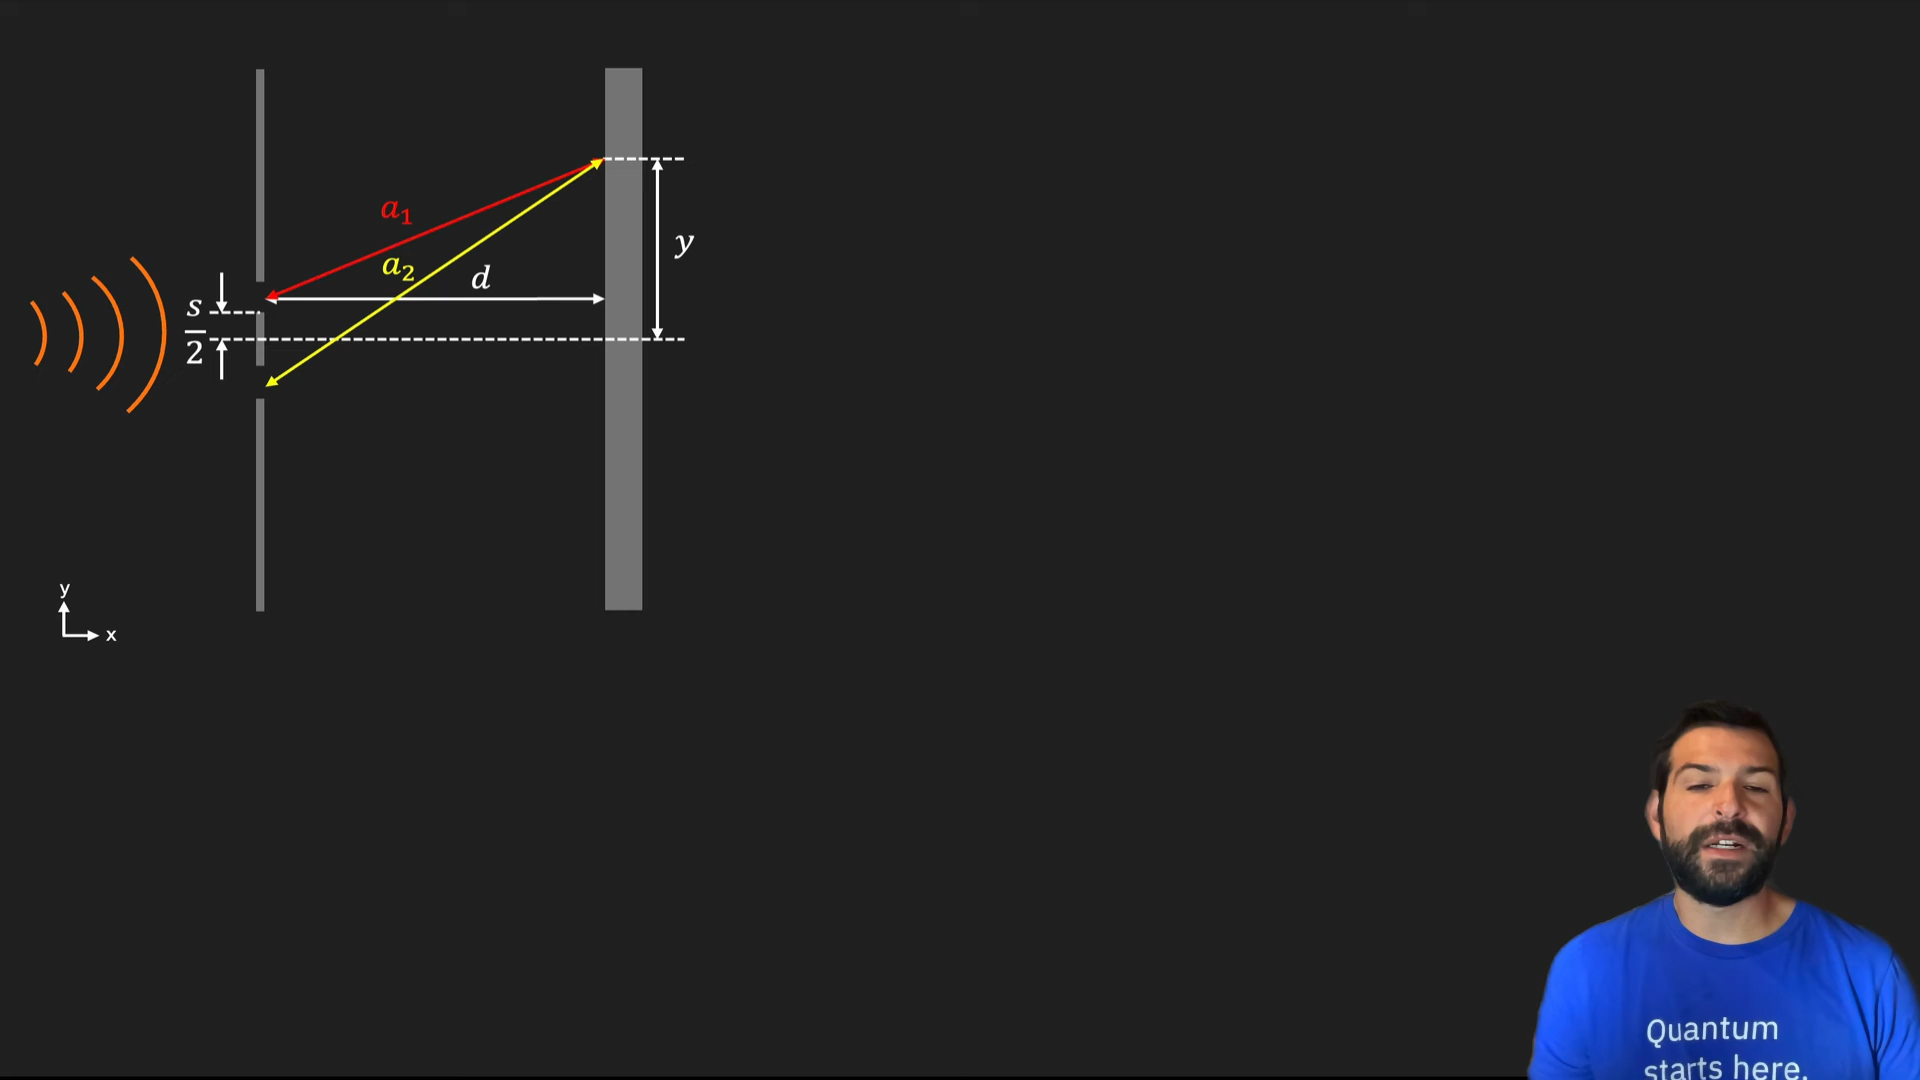 a₁
a₂
d
y
s
2
y
x
Quantum
starts here.